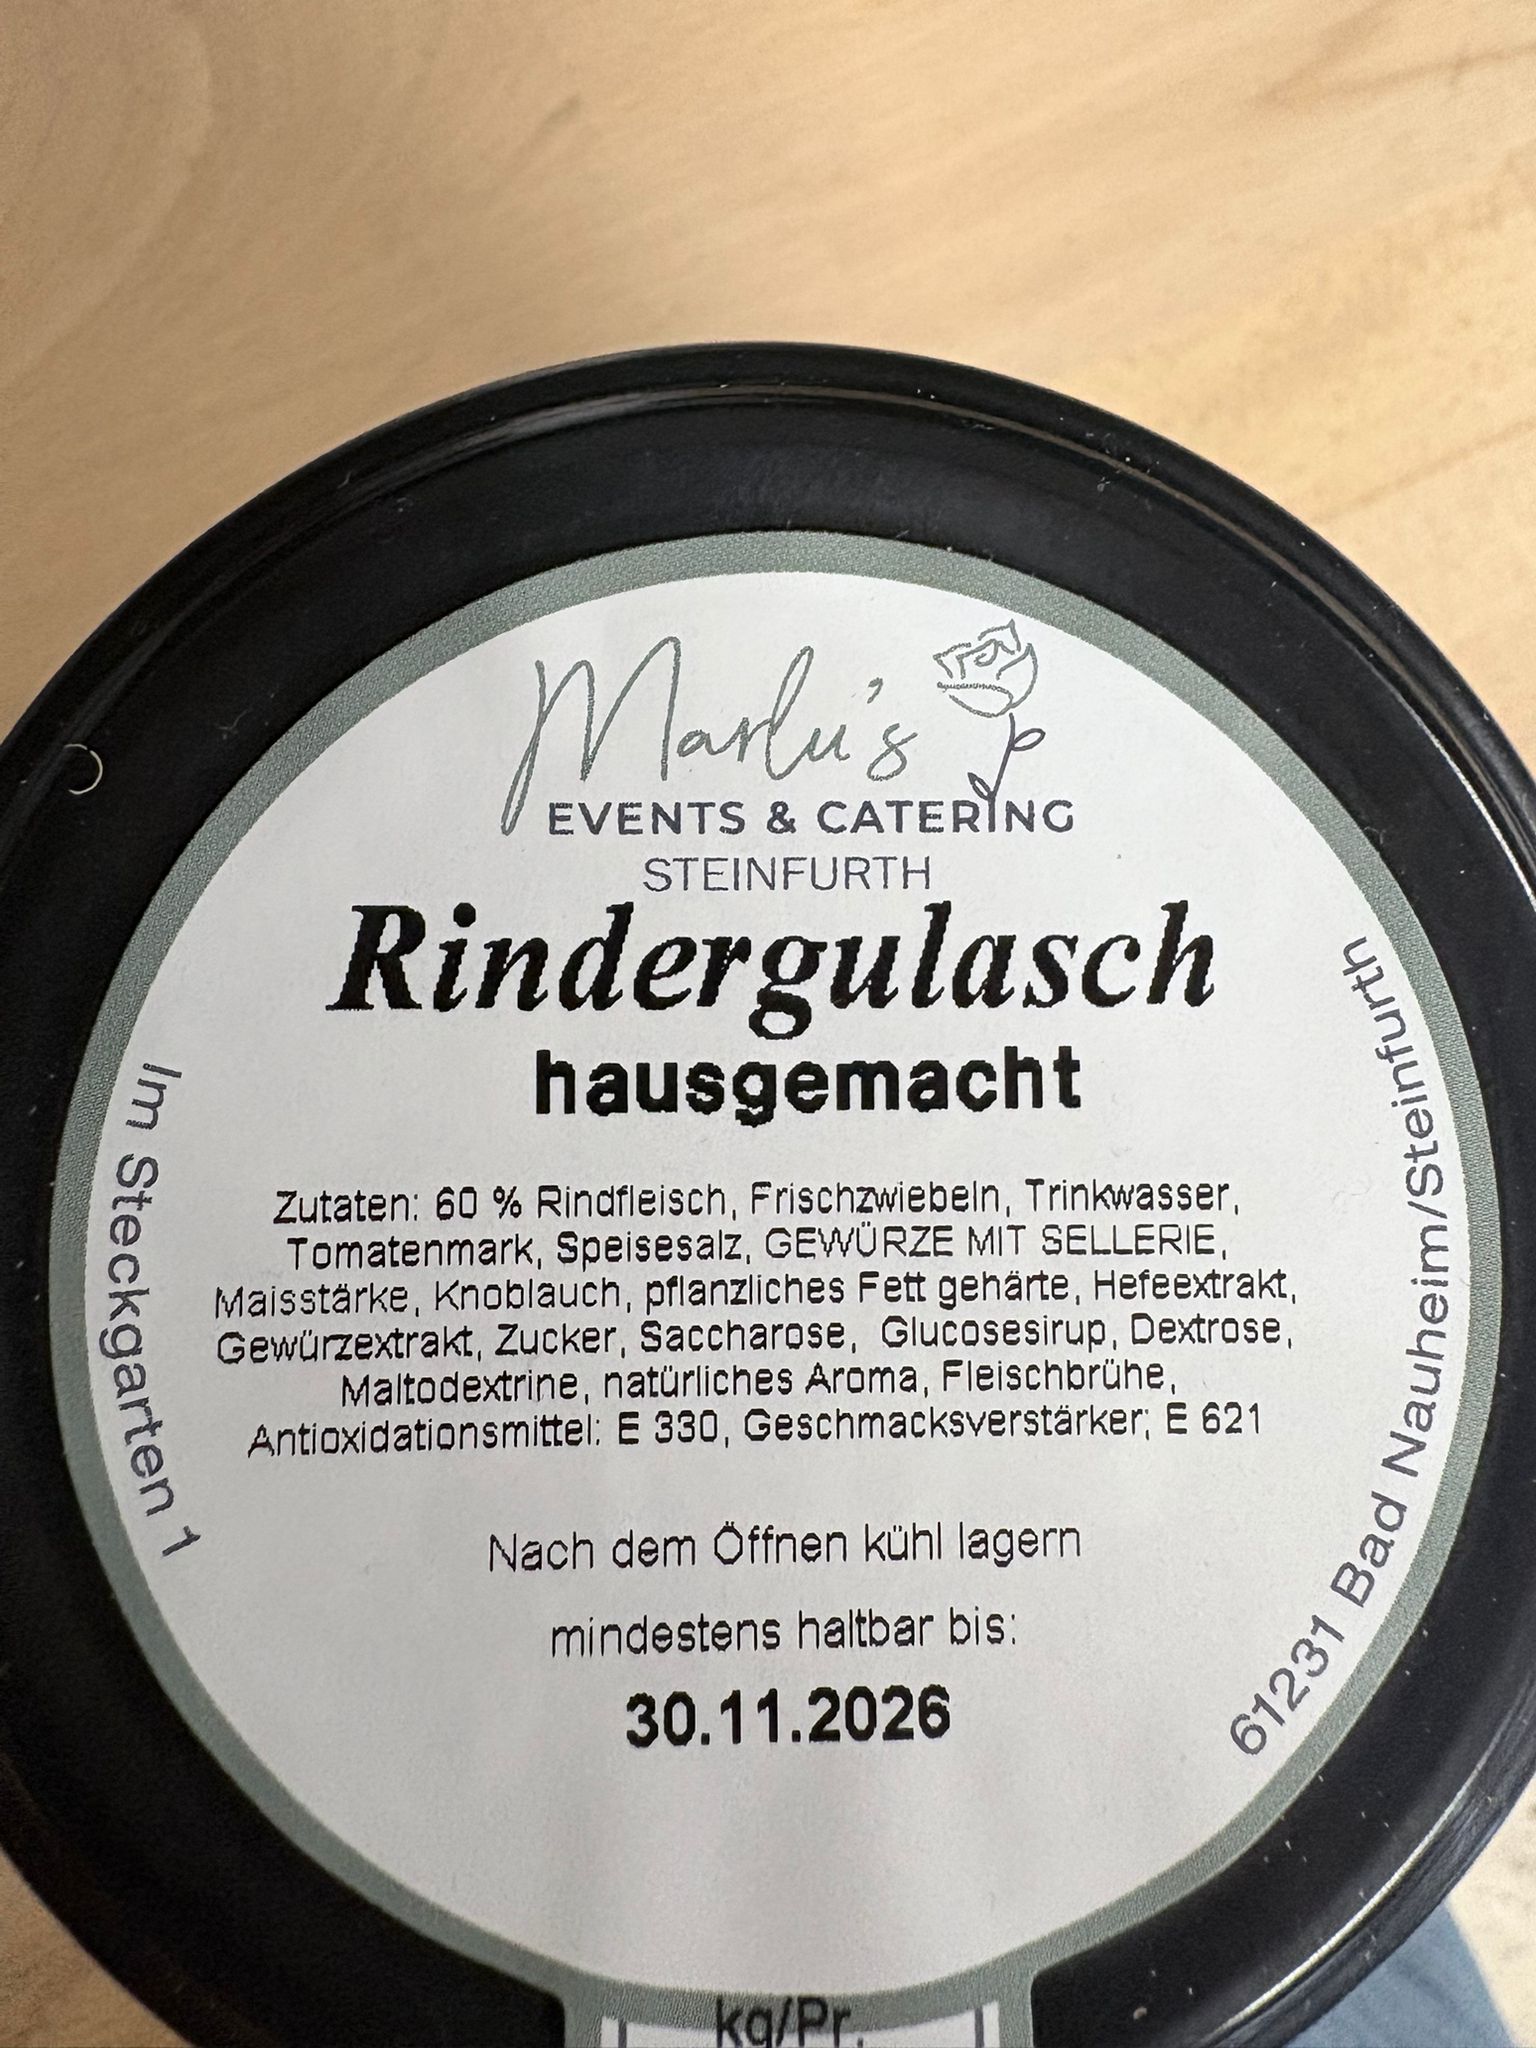 Marlu's
EVENTS & CATERING
STEINFURTH
Rindergulasch
hausgemacht
Zutaten: 60 % Rindfleisch, Frischzwiebeln, Trinkwasser,
Tomatenmark, Speisesalz, GEWÜRZE MIT SELLERIE,
Maisstärke, Knoblauch, pflanzliches Fett gehärte, Hefeextrakt,
Gewürzextrakt, Zucker, Saccharose, Glucosesirup, Dextrose,
Maltodextrine, natürliches Aroma, Fleischbrühe,
Antioxidationsmittel: E 330, Geschmacksverstärker; E 621
Nach dem Öffnen kühl lagern
mindestens haltbar bis:
30.11.2026
Im Steckgarten 1
61231 Bad Nauheim/Steinfurth
kg/Pr.